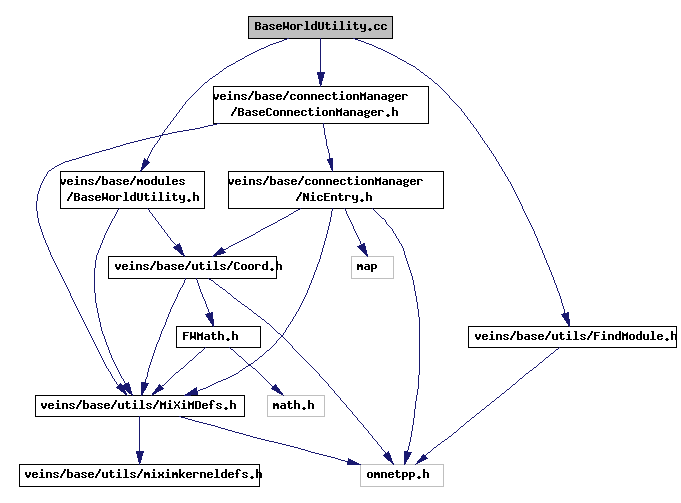 BaseWorldUtility.cc
veins/base/connectionManager
/BaseConnectionManager.h
veins/base/modules
/BaseWorldUtility.h
veins/base/connectionManager
/NicEntry.h
veins/base/utils/Coord.h
map
FWMath.h
veins/base/utils/FindModule.h
veins/base/utils/MiXiMDefs.h
math.h
veins/base/utils/miximkerneldefs.h
omnetpp.h